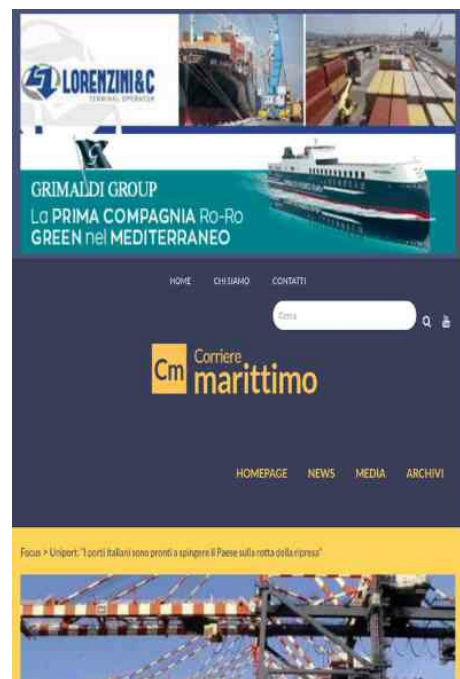 LORENZINI&C
TERMINAL OPERATOR
GRIMALDI GROUP
La PRIMA COMPAGNIA Ro-Ro
GREEN nel MEDITERRANEO
HOME CHI SIAMO CONTATTI
Cerca
Cm Corriere
marittimo
HOMEPAGE NEWS MEDIA ARCHIVI
Focus > Uniport: "I porti italiani sono pronti a spingere il Paese sulla rotta della ripresa"